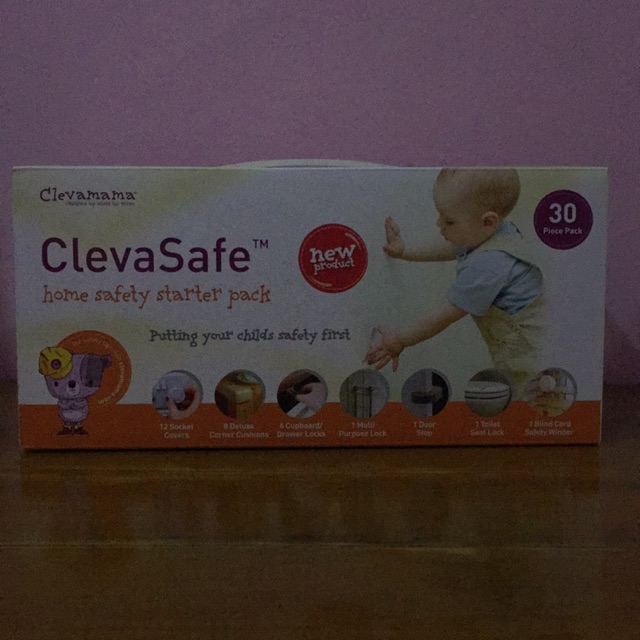 Clevamama
ClevaSafe™
home safety starter pack
Putting your childs safety first
new
product
30
Piece Pack
12 Socket
Covers
8 Deluxe
Corner Cushions
6 Cupboard/
Drawer Locks
1 Multi
Purpose Lock
1 Door
Stop
1 Toilet
Seat Lock
1 Blind Cord
Safety Winder